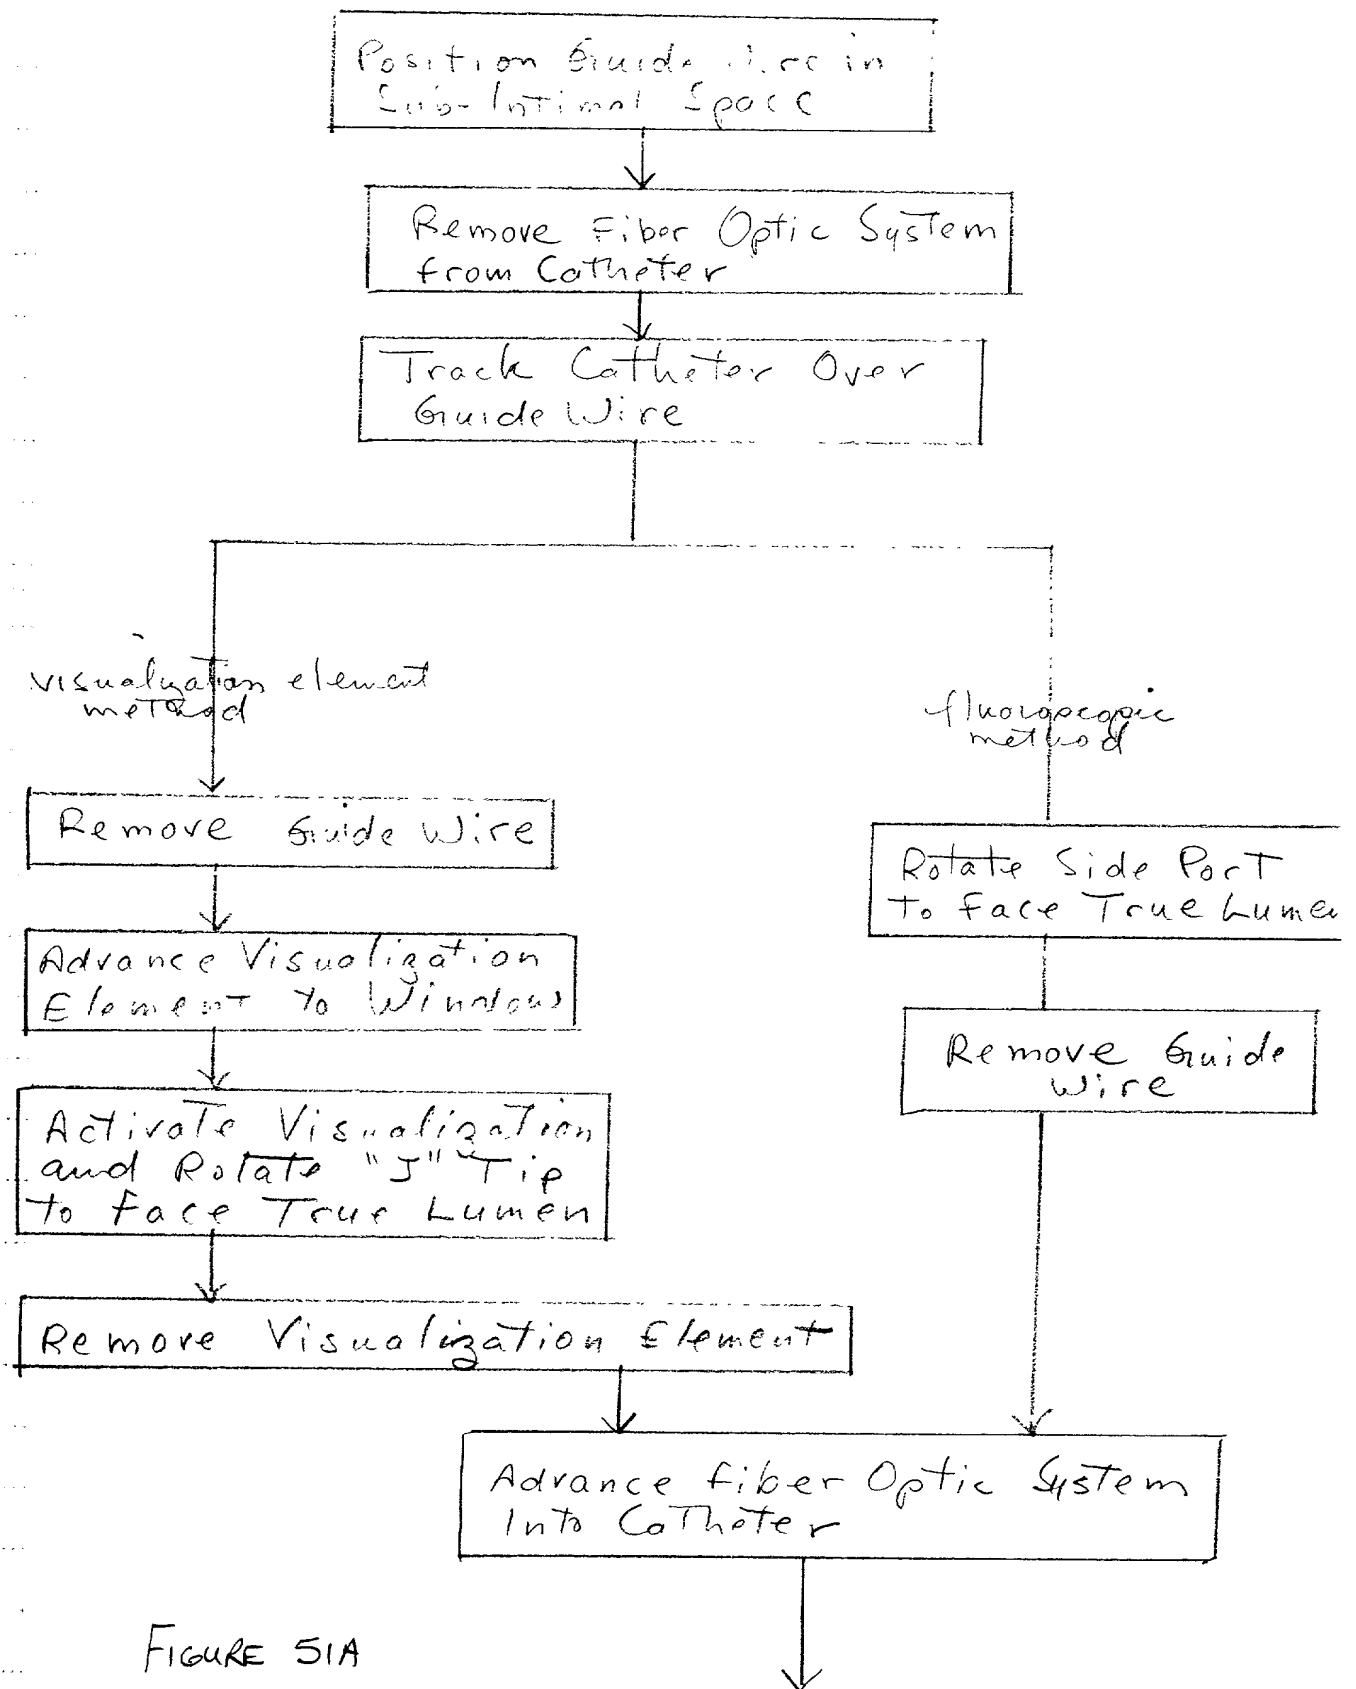 Position Guide Wire in
Sub-Intimal Space
Remove Fiber Optic System
from Catheter
Track Catheter Over
Guide Wire
visualization element
method
fluoroscopic
method
Remove Guide Wire
Rotate Side Port
to Face True Lumen
Advance Visualization
Element to Window
Remove Guide
Wire
Activate Visualization
and Rotate "J" Tip
to Face True Lumen
Remove Visualization Element
Advance Fiber Optic System
Into Catheter
FIGURE 51A